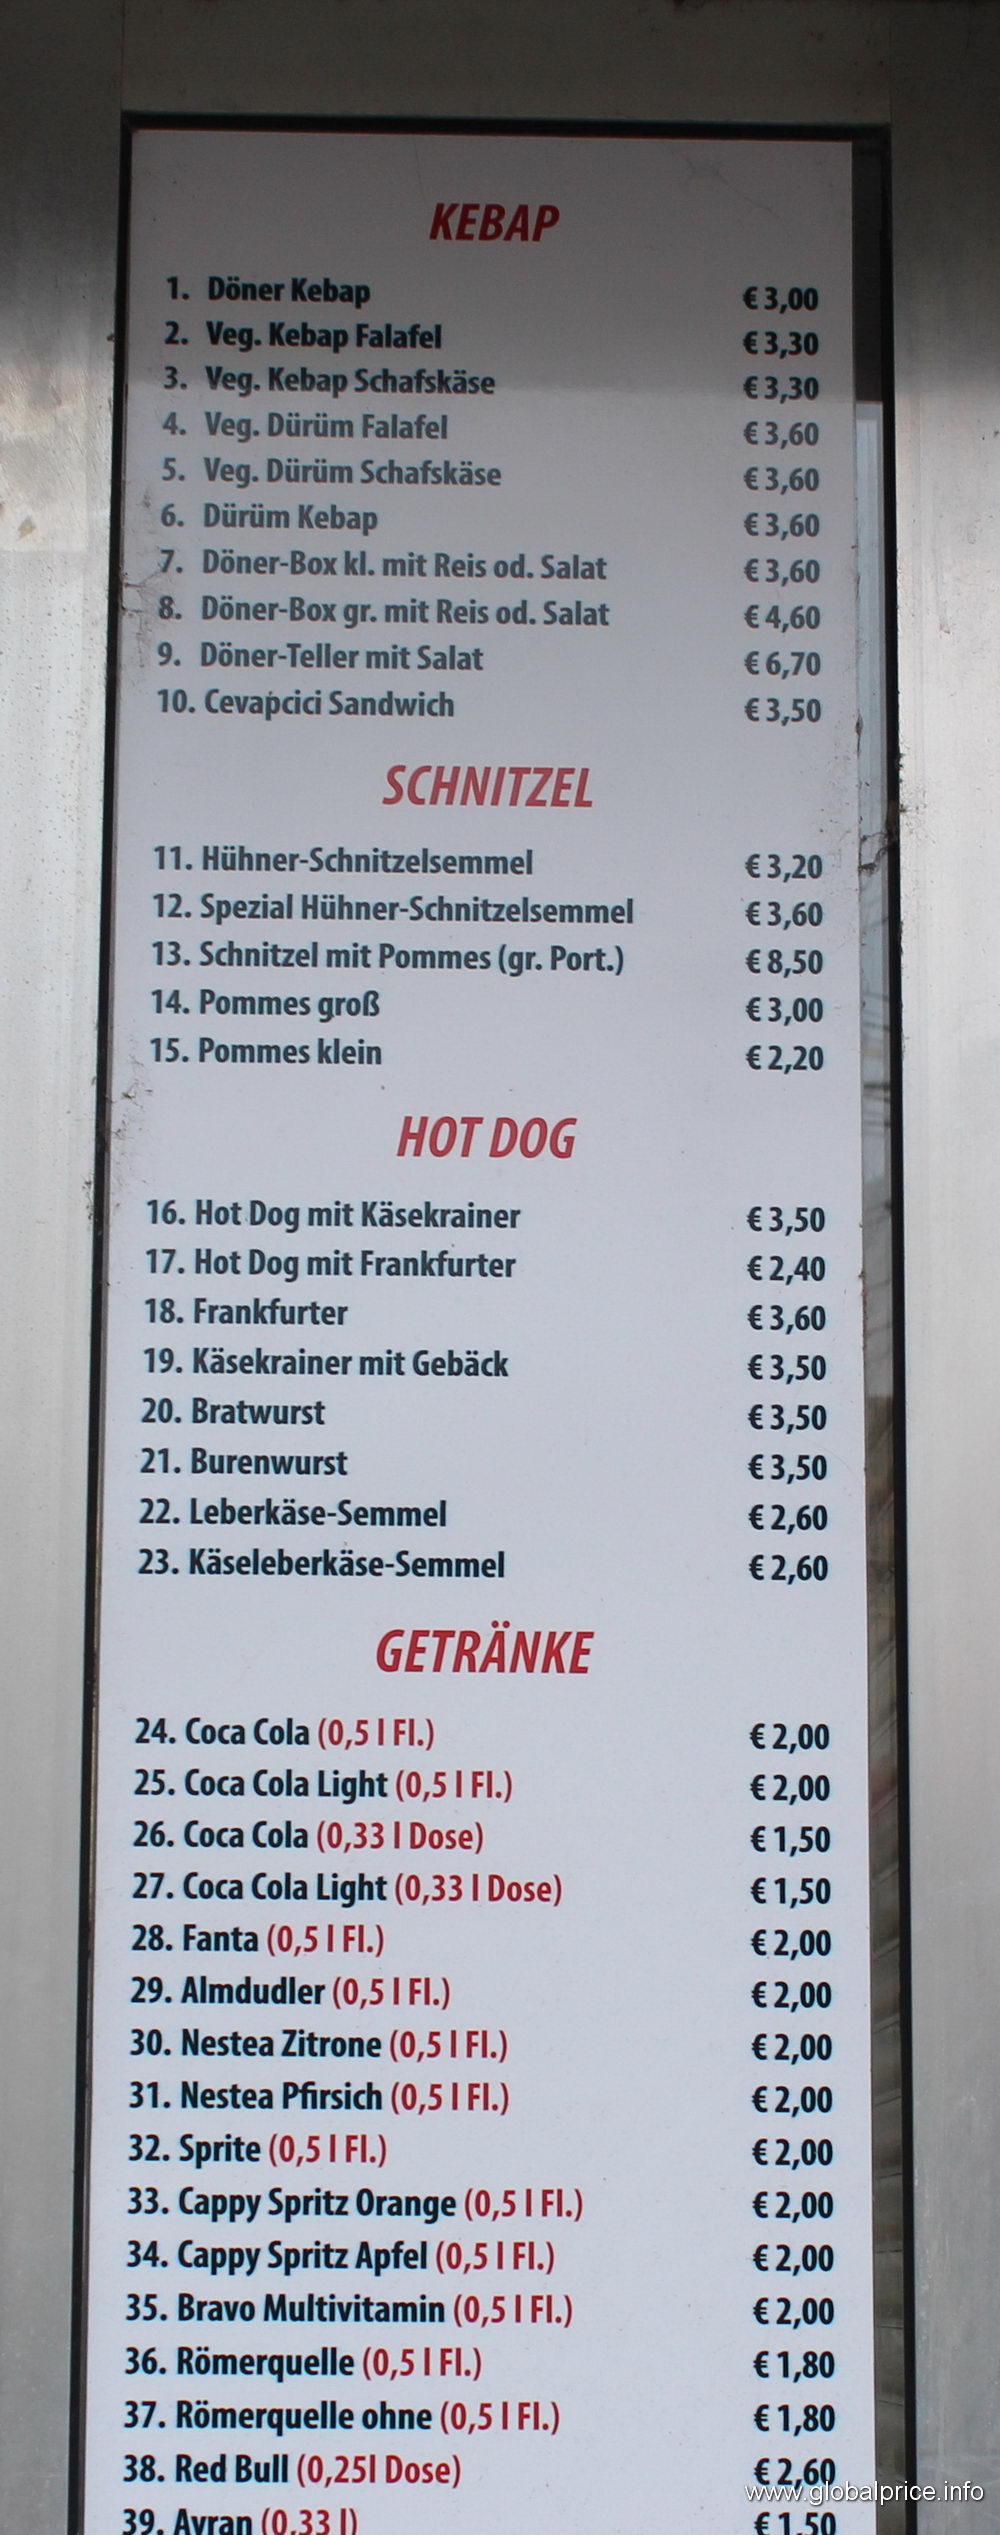 KEBAP
1. Döner Kebap € 3,00
2. Veg. Kebap Falafel € 3,30
3. Veg. Kebap Schafskäse € 3,30
4. Veg. Dürüm Falafel € 3,60
5. Veg. Dürüm Schafskäse € 3,60
6. Dürüm Kebap € 3,60
7. Döner-Box kl. mit Reis od. Salat € 3,60
8. Döner-Box gr. mit Reis od. Salat € 4,60
9. Döner-Teller mit Salat € 6,70
10. Cevapcici Sandwich € 3,50
SCHNITZEL
11. Hühner-Schnitzelsemmel € 3,20
12. Spezial Hühner-Schnitzelsemmel € 3,60
13. Schnitzel mit Pommes (gr. Port.) € 8,50
14. Pommes groß € 3,00
15. Pommes klein € 2,20
HOT DOG
16. Hot Dog mit Käsekrainer € 3,50
17. Hot Dog mit Frankfurter € 2,40
18. Frankfurter € 3,60
19. Käsekrainer mit Gebäck € 3,50
20. Bratwurst € 3,50
21. Burenwurst € 3,50
22. Leberkäse-Semmel € 2,60
23. Käseleberkäse-Semmel € 2,60
GETRÄNKE
24. Coca Cola (0,5 l Fl.) € 2,00
25. Coca Cola Light (0,5 l Fl.) € 2,00
26. Coca Cola (0,33 l Dose) € 1,50
27. Coca Cola Light (0,33 l Dose) € 1,50
28. Fanta (0,5 l Fl.) € 2,00
29. Almdudler (0,5 l Fl.) € 2,00
30. Nestea Zitrone (0,5 l Fl.) € 2,00
31. Nestea Pfirsich (0,5 l Fl.) € 2,00
32. Sprite (0,5 l Fl.) € 2,00
33. Cappy Spritz Orange (0,5 l Fl.) € 2,00
34. Cappy Spritz Apfel (0,5 l Fl.) € 2,00
35. Bravo Multivitamin (0,5 l Fl.) € 2,00
36. Römerquelle (0,5 l Fl.) € 1,80
37. Römerquelle ohne (0,5 l Fl.) € 1,80
38. Red Bull (0,25l Dose) € 2,60
www.globalprice.info
39. Ayran (0,33 l) € 1,50